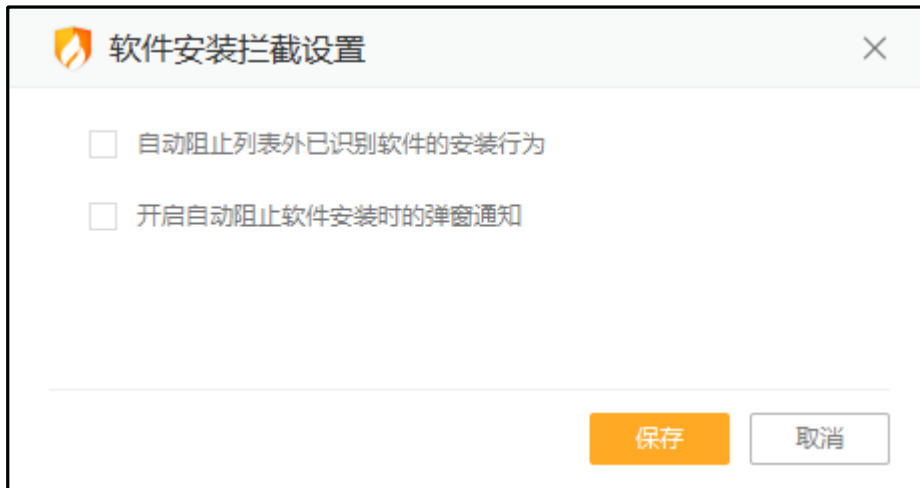 软件安装拦截设置
自动阻止列表外已识别软件的安装行为
开启自动阻止软件安装时的弹窗通知
保存
取消